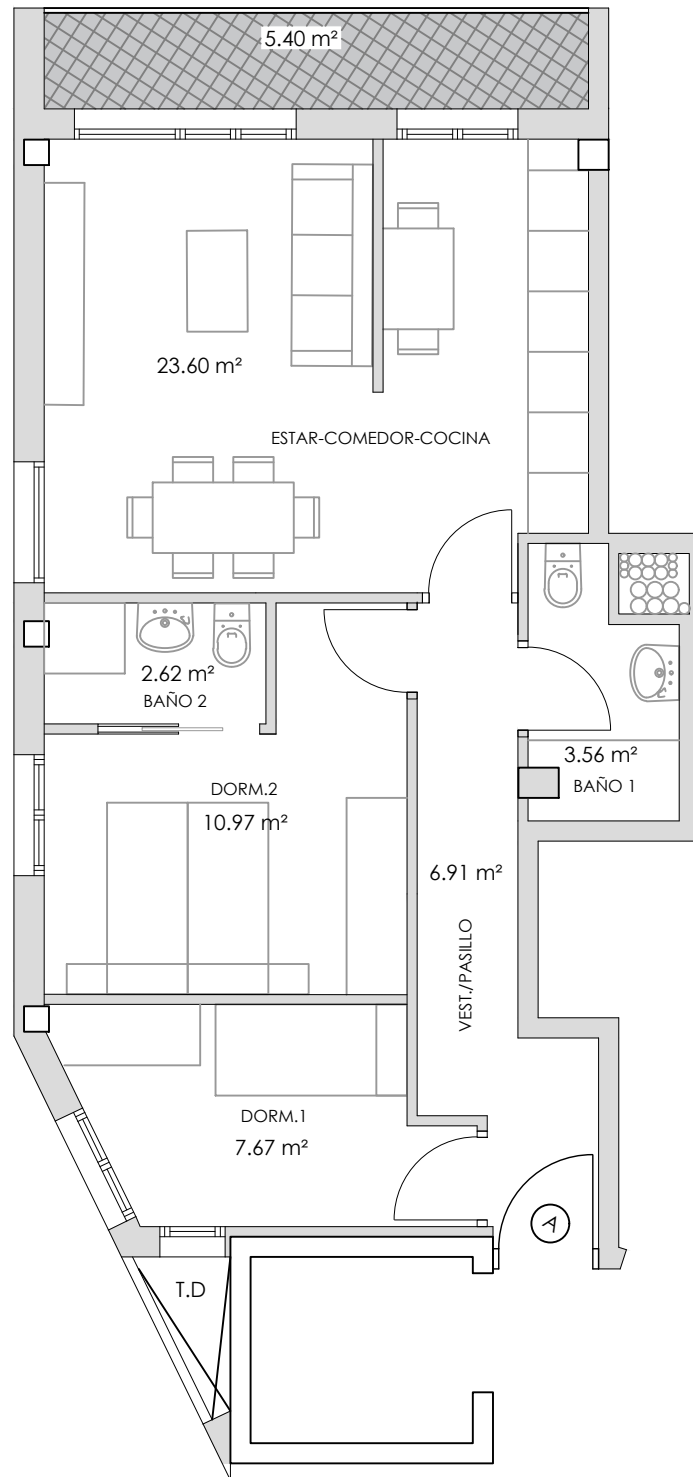 5.40 m²
23.60 m²
ESTAR-COMEDOR-COCINA
2.62 m²
BAÑO 2
3.56 m²
BAÑO 1
DORM.2
10.97 m²
6.91 m²
VEST./PASILLO
DORM.1
7.67 m²
A
T.D